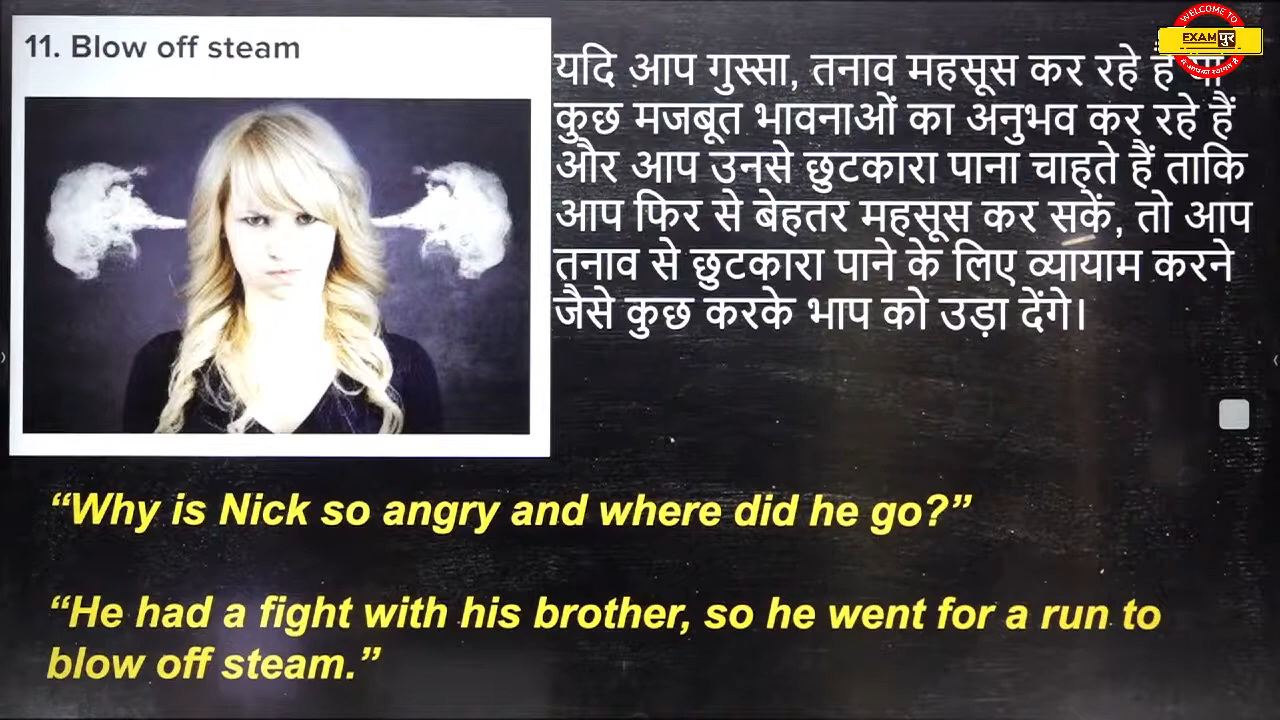 11. Blow off steam
WELCOME TO
EXAM पुर
यदि आप गुस्सा, तनाव महसूस कर रहे हैं या
कुछ मजबूत भावनाओं का अनुभव कर रहे हैं
और आप उनसे छुटकारा पाना चाहते हैं ताकि
आप फिर से बेहतर महसूस कर सकें, तो आप
तनाव से छुटकारा पाने के लिए व्यायाम करने
जैसे कुछ करके भाप को उड़ा देंगे।
“Why is Nick so angry and where did he go?”
“He had a fight with his brother, so he went for a run to
blow off steam.”